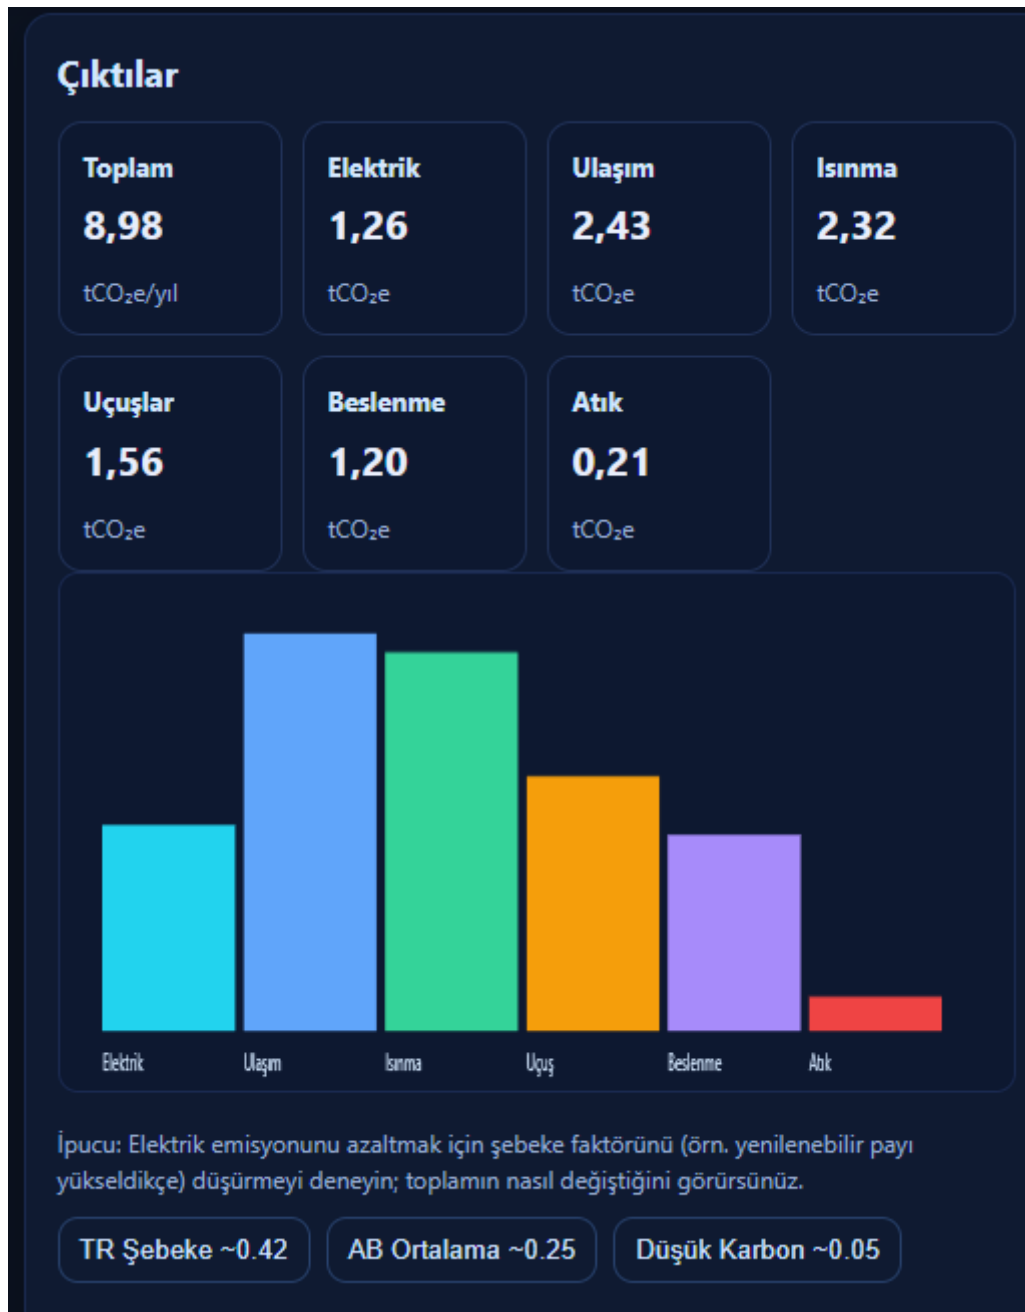 Çıktılar
Toplam
8,98
tCO₂e/yıl
Elektrik
1,26
tCO₂e
Ulaşım
2,43
tCO₂e
Isınma
2,32
tCO₂e
Uçuşlar
1,56
tCO₂e
Beslenme
1,20
tCO₂e
Atık
0,21
tCO₂e
Elektrik
Ulaşım
Isınma
Uçuş
Beslenme
Atık
İpucu: Elektrik emisyonunu azaltmak için şebeke faktörünü (örn. yenilenebilir payı
yükseldikçe) düşürmeyi deneyin; toplamın nasıl değiştiğini görürsünüz.
TR Şebeke ~0.42
AB Ortalama ~0.25
Düşük Karbon ~0.05